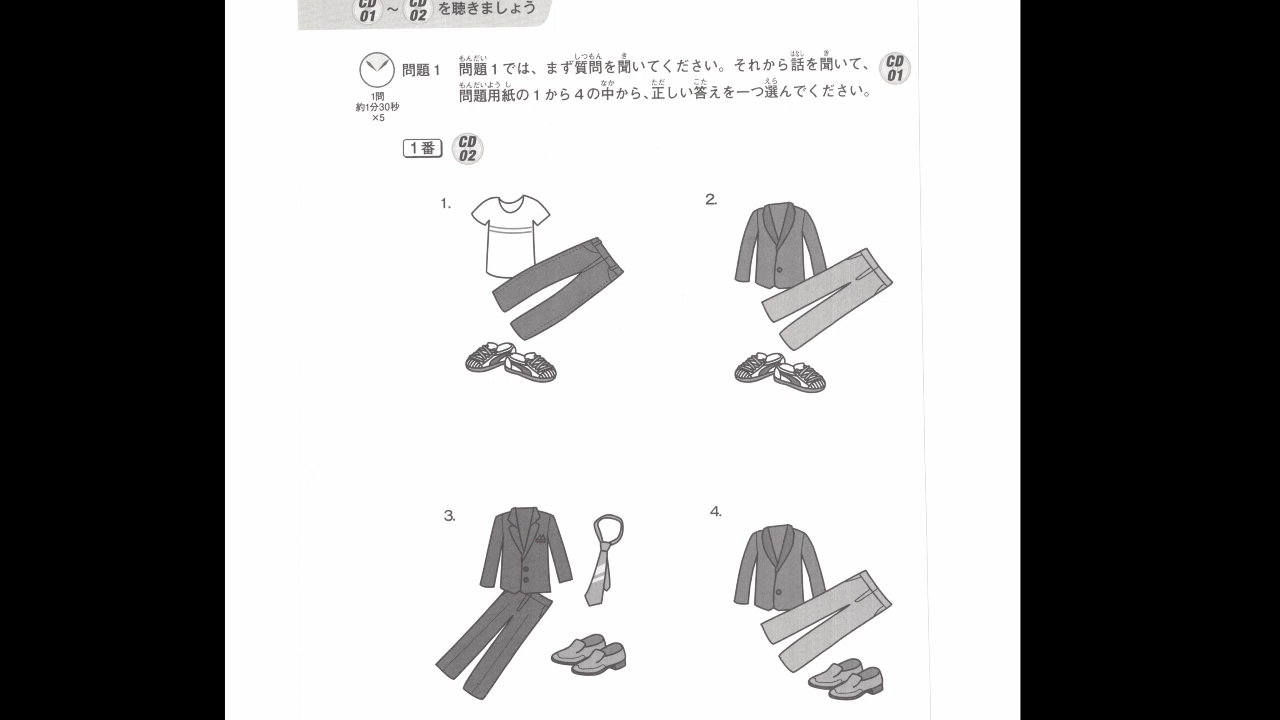 CD 01 ～ CD 02 を聴きましょう
問題1 問題1では、まず質問を聞いてください。それから話を聞いて、 CD 01
問題用紙の1から4の中から、正しい答えを一つ選んでください。
1問
約1分30秒
×5
1番 CD 02
1.
2.
3.
4.